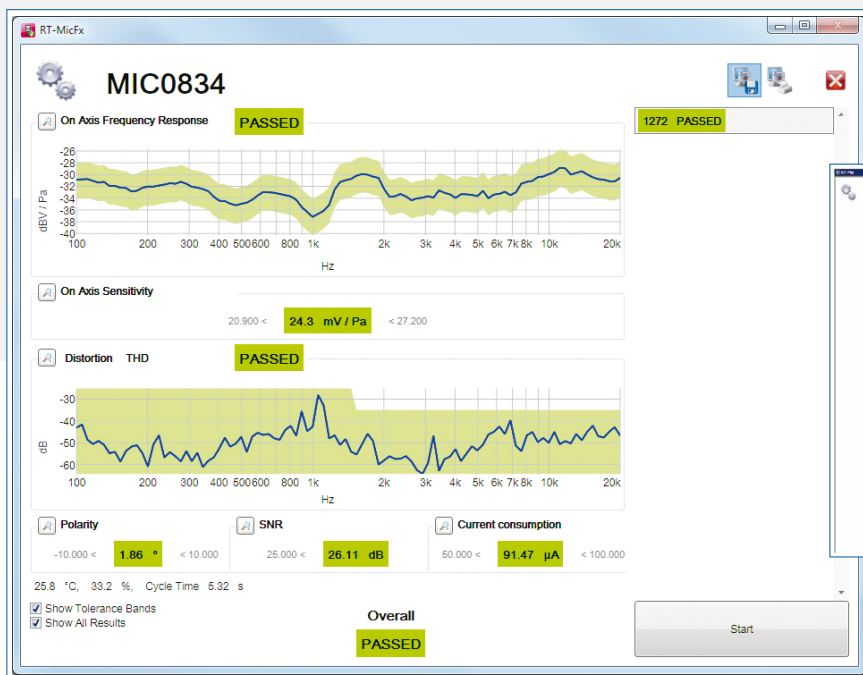 RT-MicFx
MIC0834
On Axis Frequency Response PASSED
1272 PASSED
-26
-28
-30
-32
-34
-36
-38
-40
dBV / Pa
100 200 300 400 500 600 800 1k 2k 3k 4k 5k 6k 7k 8k 10k 20k
Hz
On Axis Sensitivity
20.900 < 24.3 mV / Pa < 27.200
Distortion THD PASSED
-30
-40
-50
-60
dB
100 200 300 400 500 600 800 1k 2k 3k 4k 5k 6k 7k 8k 10k 20k
Hz
Polarity SNR Current consumption
-10.000 < 1.86 ° < 10.000 25.000 < 26.11 dB 50.000 < 91.47 µA < 100.000
25.8 °C, 33.2 %, Cycle Time 5.32 s
Show Tolerance Bands
Show All Results
Overall
PASSED
Start